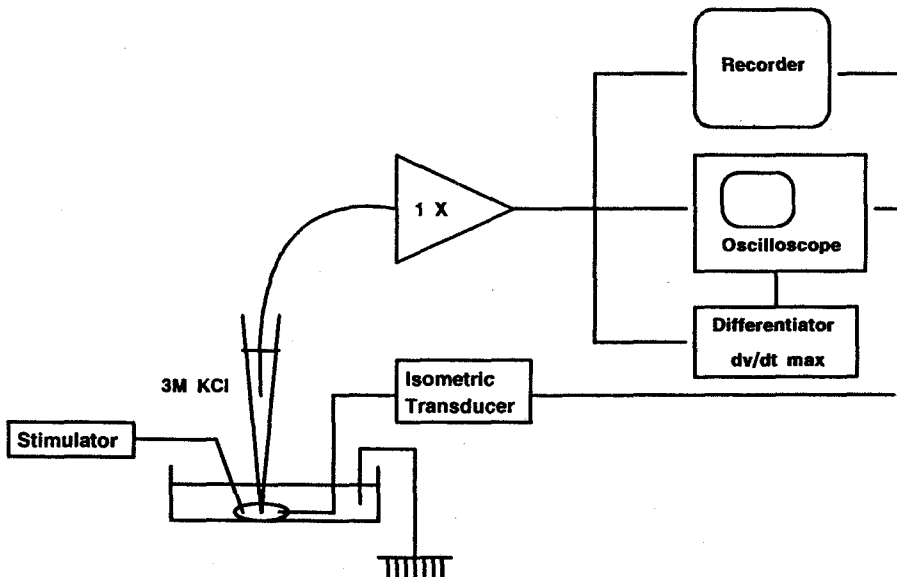 Recorder
1 X
Oscilloscope
Differentiator
dv/dt max
3M KCl
Isometric
Transducer
Stimulator